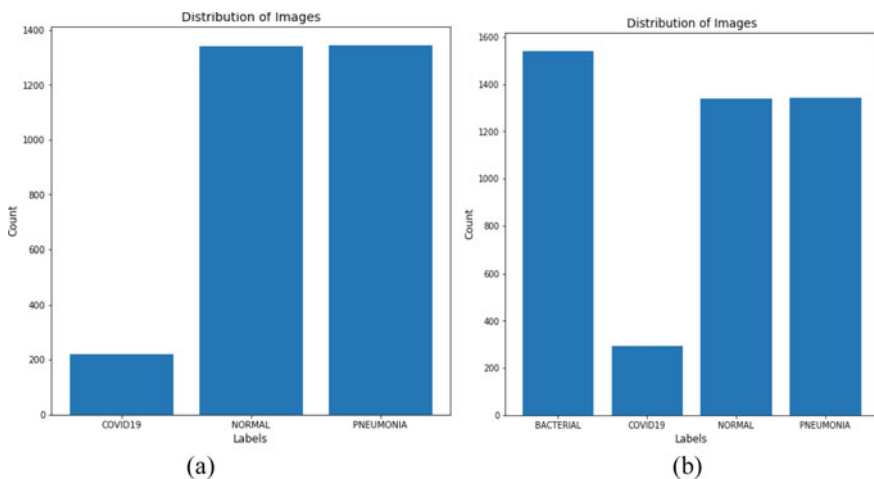 Distribution of Images
1400
1200
1000
800
600
400
200
0
Count
COVID19 NORMAL PNEUMONIA
Labels
(a)
Distribution of Images
1600
1400
1200
1000
800
600
400
200
0
Count
BACTERIAL COVID19 NORMAL PNEUMONIA
Labels
(b)